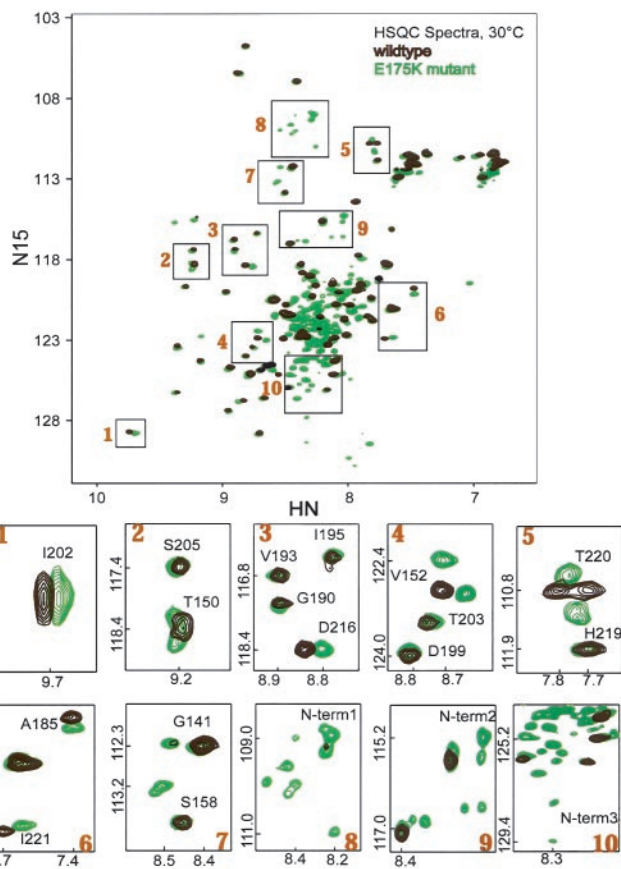 103
108
113
118
123
128
N15
HSQC Spectra, 30°C
wildtype
E175K mutant
8
5
7
3
9
2
6
4
10
1
10
9
8
7
HN
1
I202
9.7
2
S205
117.4
T150
118.4
9.2
3
I195
V193
116.8
G190
D216
118.4
8.9
8.8
4
122.4
V152
T203
D199
124.0
8.8
8.7
5
T220
110.8
H219
111.9
7.8
7.7
A185
I221
6
.7
7.4
G141
112.3
113.2
S158
7
8.5
8.4
N-term1
109.0
111.0
8
8.4
8.2
N-term2
115.2
117.0
9
8.4
125.2
N-term3
129.4
10
8.3